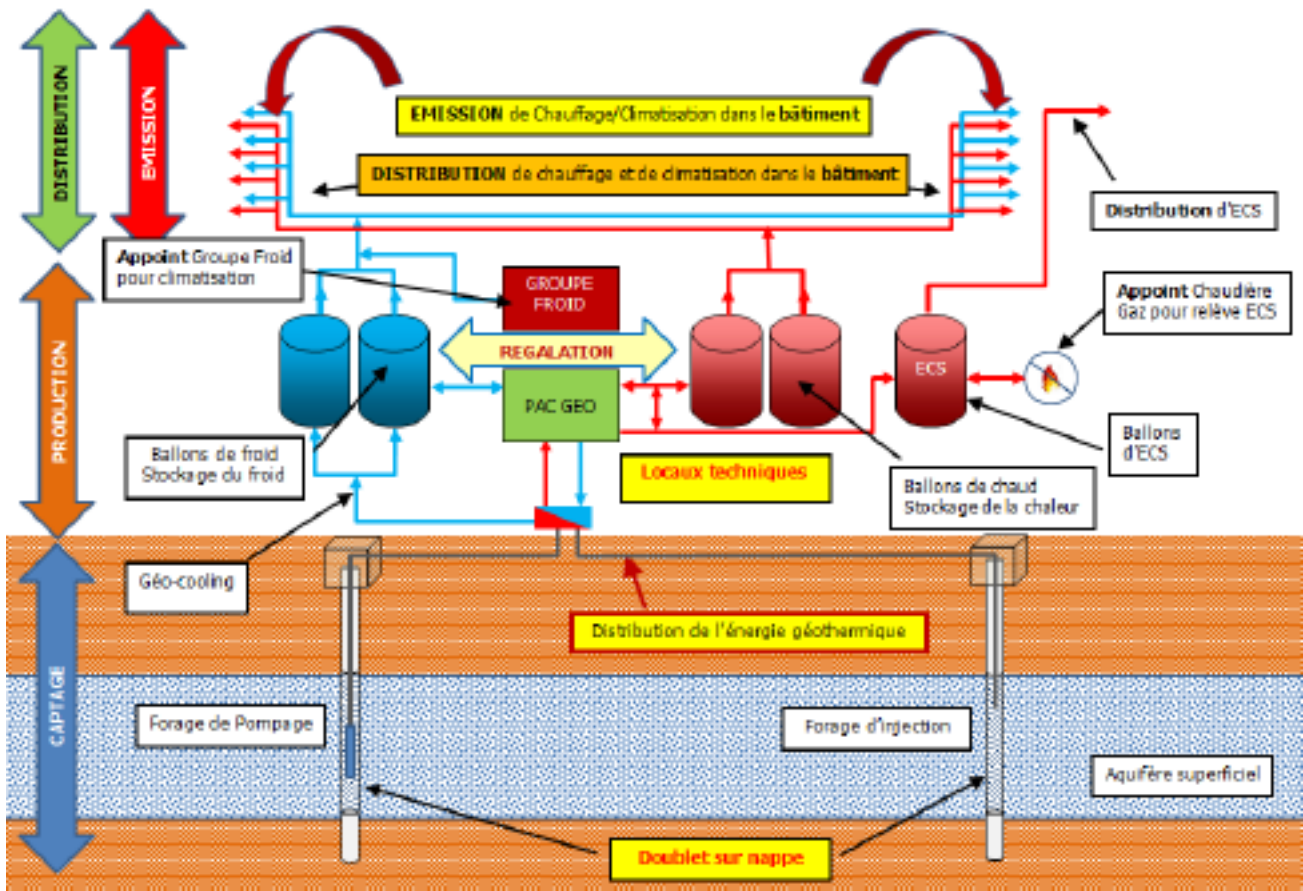 DISTRIBUTION
EMISSION
EMISSION de Chauffage/Climatisation dans le bâtiment
DISTRIBUTION de chauffage et de climatisation dans le bâtiment
Distribution d'ECS
Appoint Groupe Froid
pour climatisation
GROUPE
FROID
Appoint Chaudière
Gaz pour relève ECS
PRODUCTION
REGALATION
ECS
PAC GEO
Ballons de froid
Stockage du froid
Locaux techniques
Ballons de chaud
Stockage de la chaleur
Ballons
d'ECS
Géo-cooling
Distribution de l'énergie géothermique
CAPTAGE
Forage de Pompage
Forage d'injection
Aquifère superficiel
Doublet sur nappe